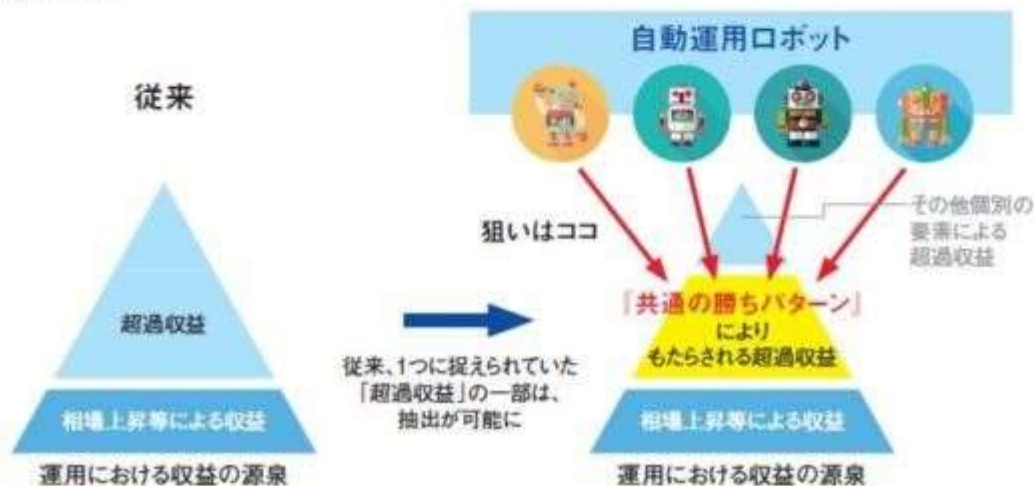 自動運用ロボット
従来
その他個別の
要素による
超過収益
狙いはココ
超過収益
「共通の勝ちパターン」
により
もたらされる超過収益
従来、1つに捉えられていた
「超過収益」の一部は、
抽出が可能に
相場上昇等による収益
相場上昇等による収益
運用における収益の源泉
運用における収益の源泉